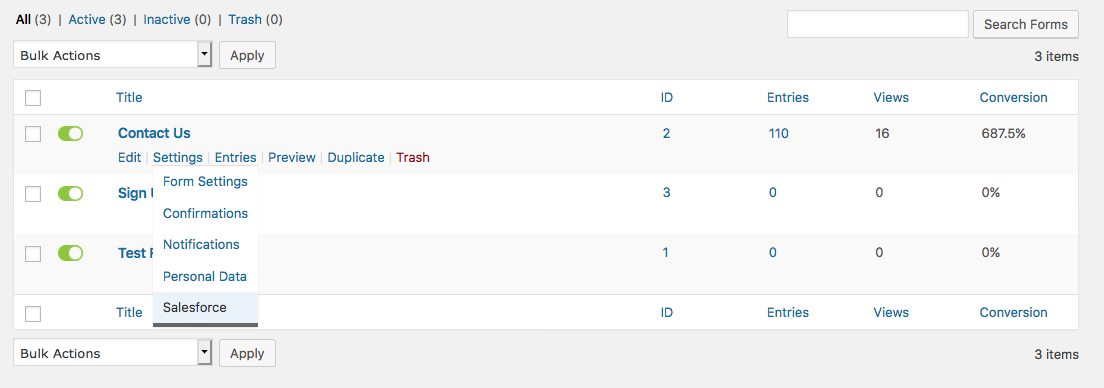 All (3) | Active (3) | Inactive (0) | Trash (0)
Search Forms
Bulk Actions Apply 3 items
Title ID Entries Views Conversion
Contact Us 2 110 16 687.5%
Edit | Settings | Entries | Preview | Duplicate | Trash
Form Settings
Sign 3 0 0 0%
Confirmations
Notifications
Test 1 0 0 0%
Personal Data
Salesforce
Title ID Entries Views Conversion
Bulk Actions Apply 3 items